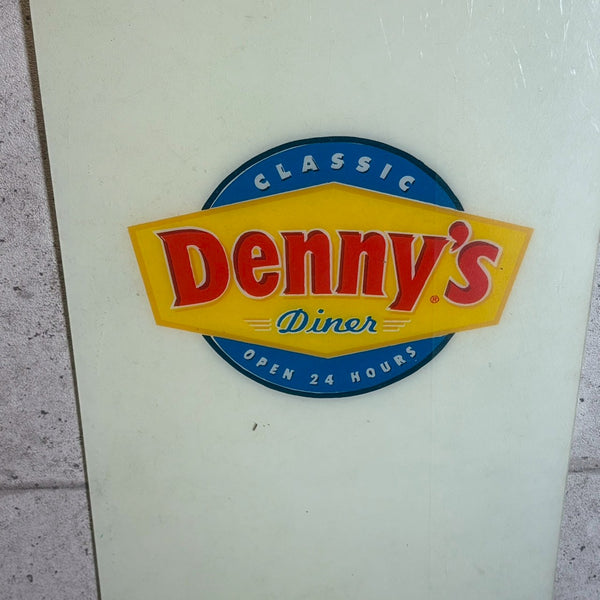 CLASSIC
Denny's®
Diner
OPEN 24 HOURS